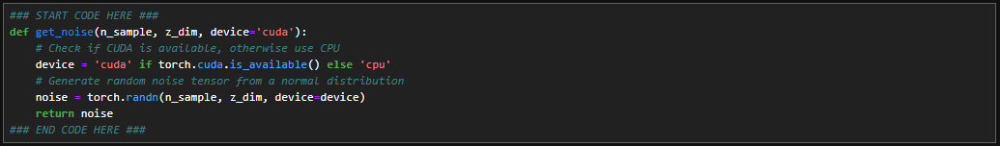 ### START CODE HERE ###
def get_noise(n_sample, z_dim, device='cuda'):
    # Check if CUDA is available, otherwise use CPU
    device = 'cuda' if torch.cuda.is_available() else 'cpu'
    # Generate random noise tensor from a normal distribution
    noise = torch.randn(n_sample, z_dim, device=device)
    return noise
### END CODE HERE ###